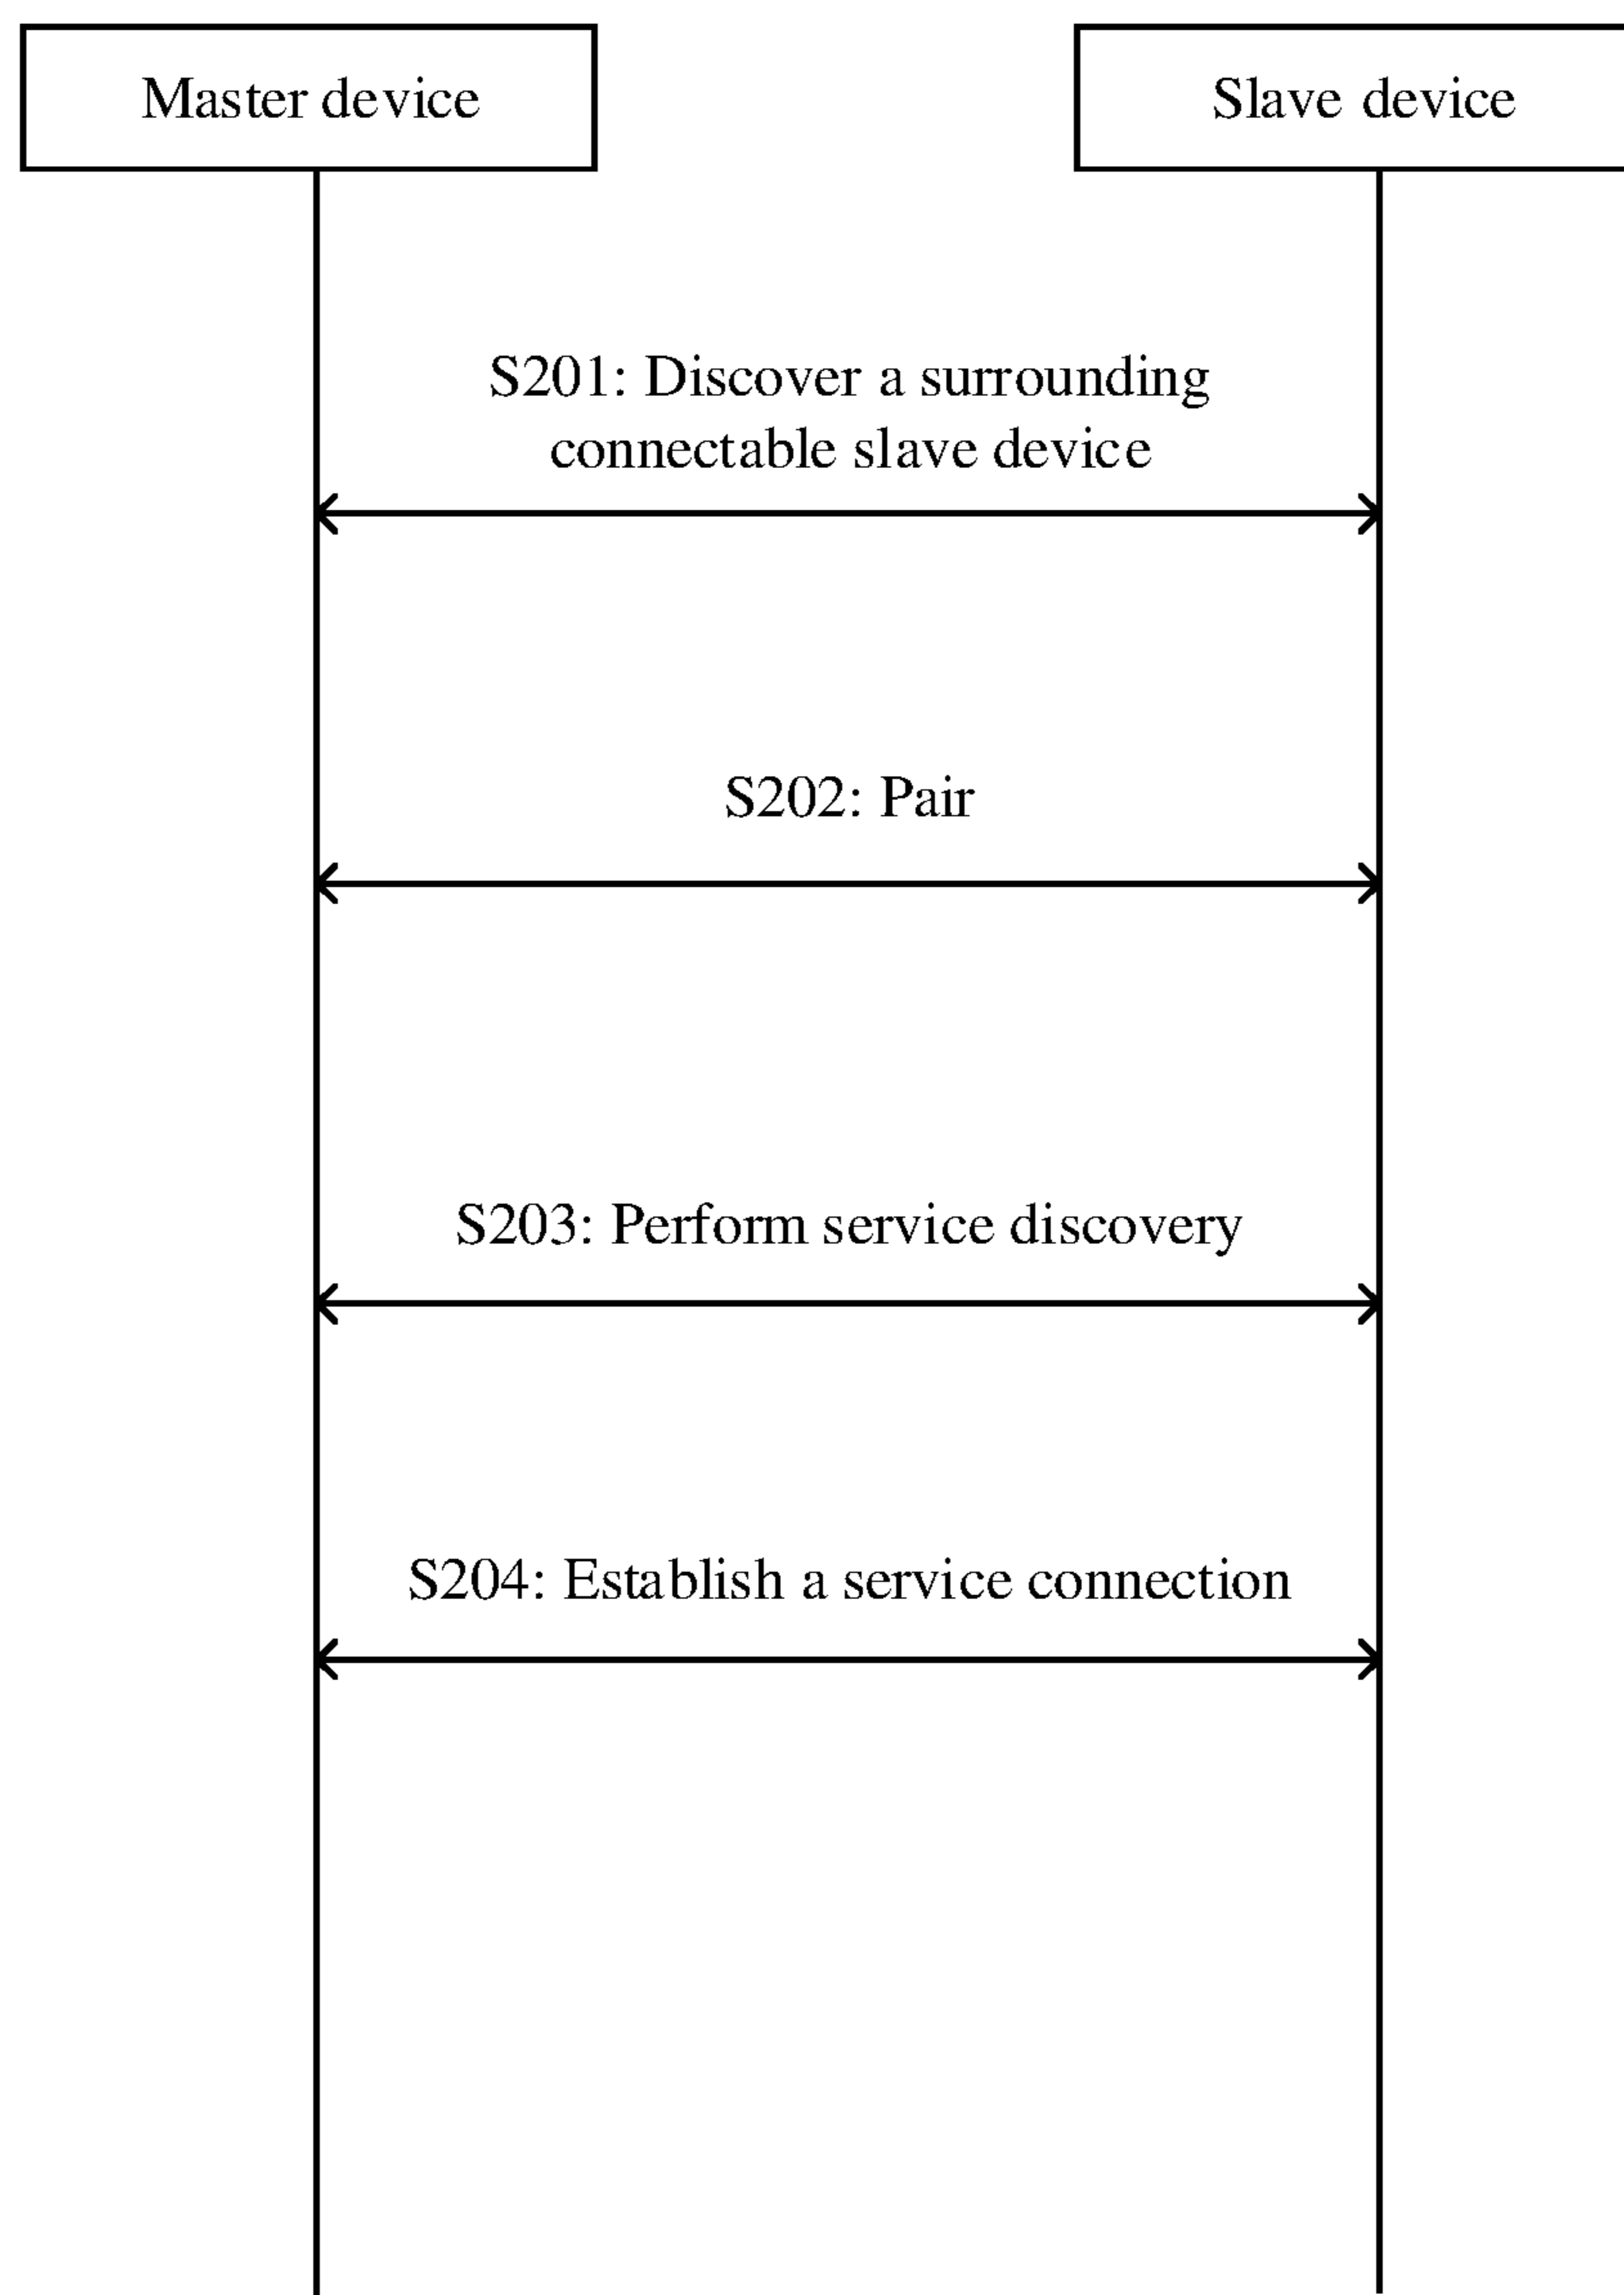 Master device
Slave device
S201: Discover a surrounding
connectable slave device
S202: Pair
S203: Perform service discovery
S204: Establish a service connection